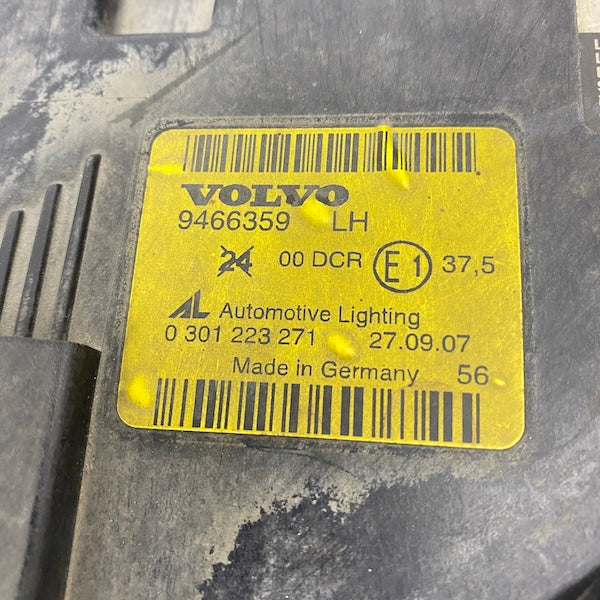 VOLVO
9466359 LH
24 00 DCR E1 37,5
AL Automotive Lighting
0 301 223 271 27.09.07
Made in Germany 56